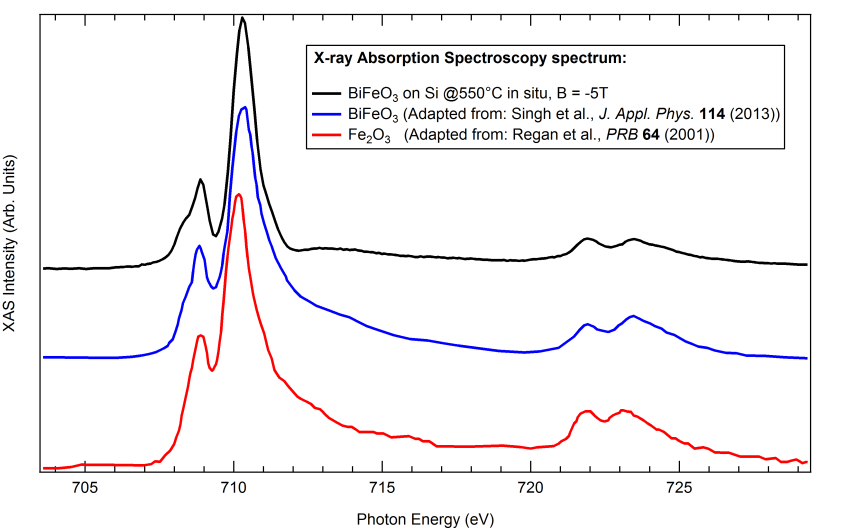 X-ray Absorption Spectroscopy spectrum:
BiFeO₃ on Si @550°C in situ, B = -5T
BiFeO₃ (Adapted from: Singh et al., J. Appl. Phys. 114 (2013))
Fe₂O₃ (Adapted from: Regan et al., PRB 64 (2001))
XAS Intensity (Arb. Units)
705 710 715 720 725
Photon Energy (eV)